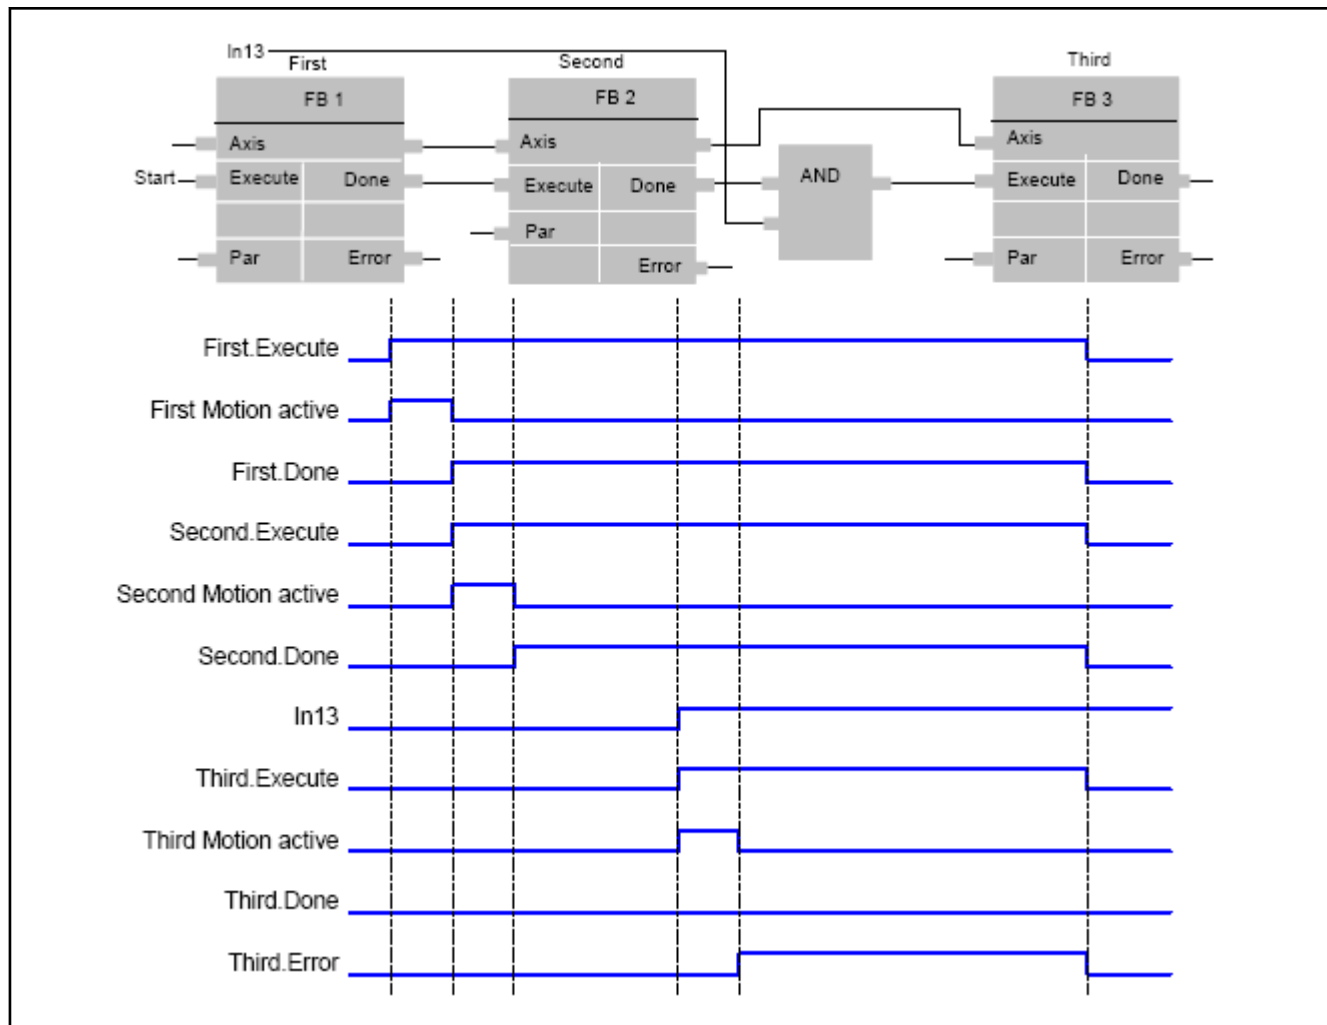 In13
First Second Third
FB 1 FB 2 FB 3
Axis Axis Axis
Start Execute Done Execute Done AND Execute Done
Par Error Par Error Par Error
First.Execute
First Motion active
First.Done
Second.Execute
Second Motion active
Second.Done
In13
Third.Execute
Third Motion active
Third.Done
Third.Error